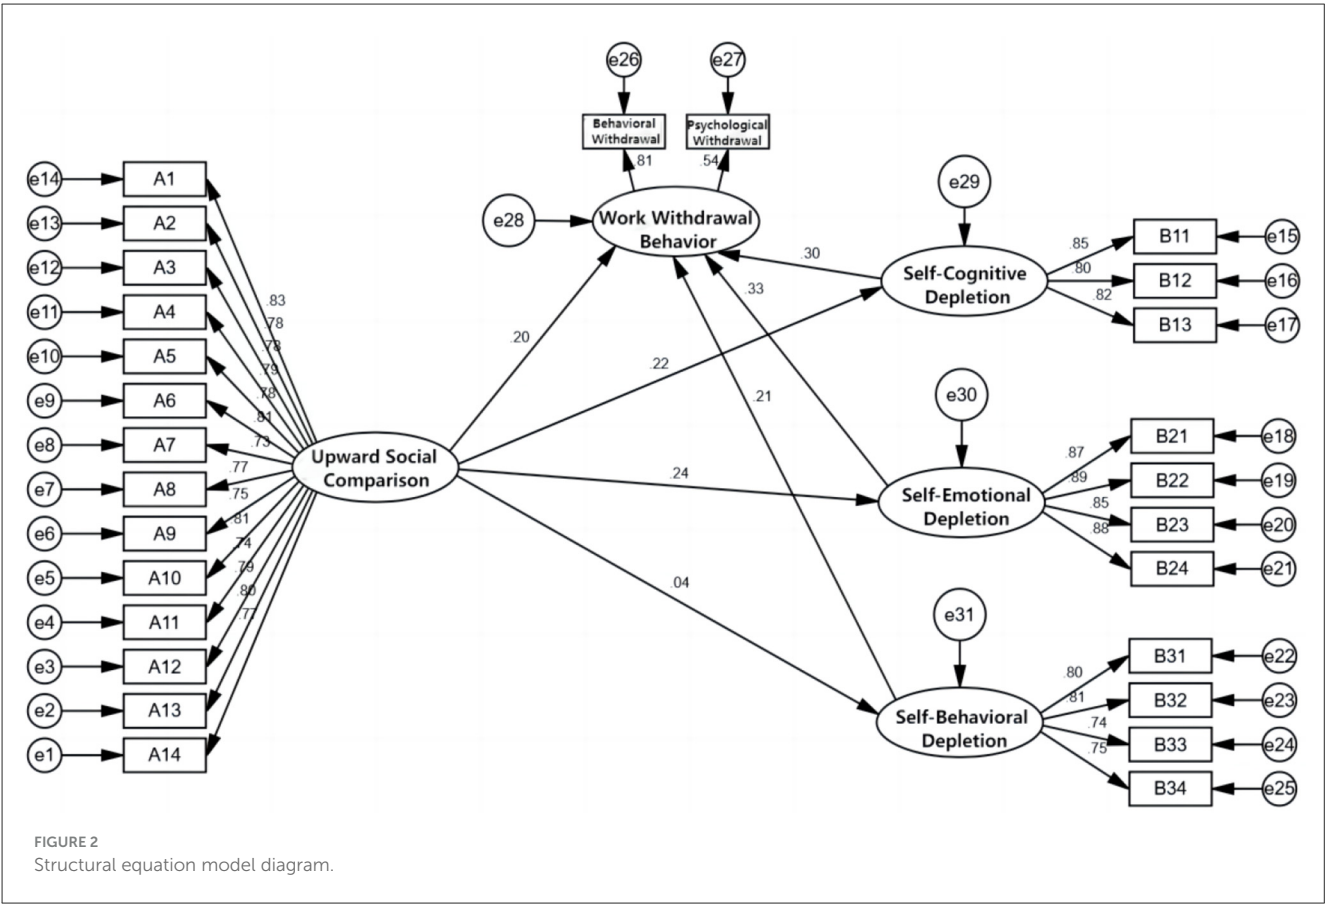 e26
e27
Behavioral
Withdrawal
Psychological
Withdrawal
.81
.54
e28
Work Withdrawal
Behavior
e14
A1
e13
A2
e12
A3
e11
A4
e10
A5
e9
A6
e8
A7
e7
A8
e6
A9
e5
A10
e4
A11
e3
A12
e2
A13
e1
A14
.83
.78
.78
.79
.78
.81
.73
.77
.75
.81
.74
.79
.80
.77
Upward Social
Comparison
.20
.22
.24
.04
.30
.33
.21
e29
Self-Cognitive
Depletion
.85
.80
.82
B11
e15
B12
e16
B13
e17
e30
Self-Emotional
Depletion
.87
.89
.85
.88
B21
e18
B22
e19
B23
e20
B24
e21
e31
Self-Behavioral
Depletion
.80
.81
.74
.75
B31
e22
B32
e23
B33
e24
B34
e25
FIGURE 2
Structural equation model diagram.